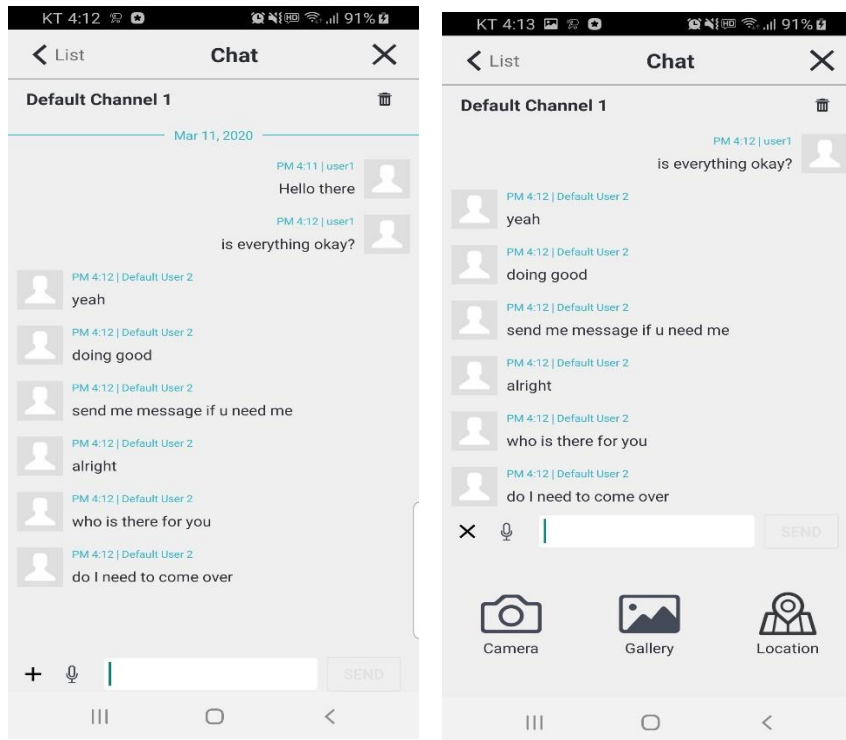 KT 4:12 HD 91%
List Chat
Default Channel 1
Mar 11, 2020
PM 4:11 | user1
Hello there
PM 4:12 | user1
is everything okay?
PM 4:12 | Default User 2
yeah
PM 4:12 | Default User 2
doing good
PM 4:12 | Default User 2
send me message if u need me
PM 4:12 | Default User 2
alright
PM 4:12 | Default User 2
who is there for you
PM 4:12 | Default User 2
do I need to come over
SEND
KT 4:13 HD 91%
List Chat
Default Channel 1
PM 4:12 | user1
is everything okay?
PM 4:12 | Default User 2
yeah
PM 4:12 | Default User 2
doing good
PM 4:12 | Default User 2
send me message if u need me
PM 4:12 | Default User 2
alright
PM 4:12 | Default User 2
who is there for you
PM 4:12 | Default User 2
do I need to come over
SEND
Camera Gallery Location